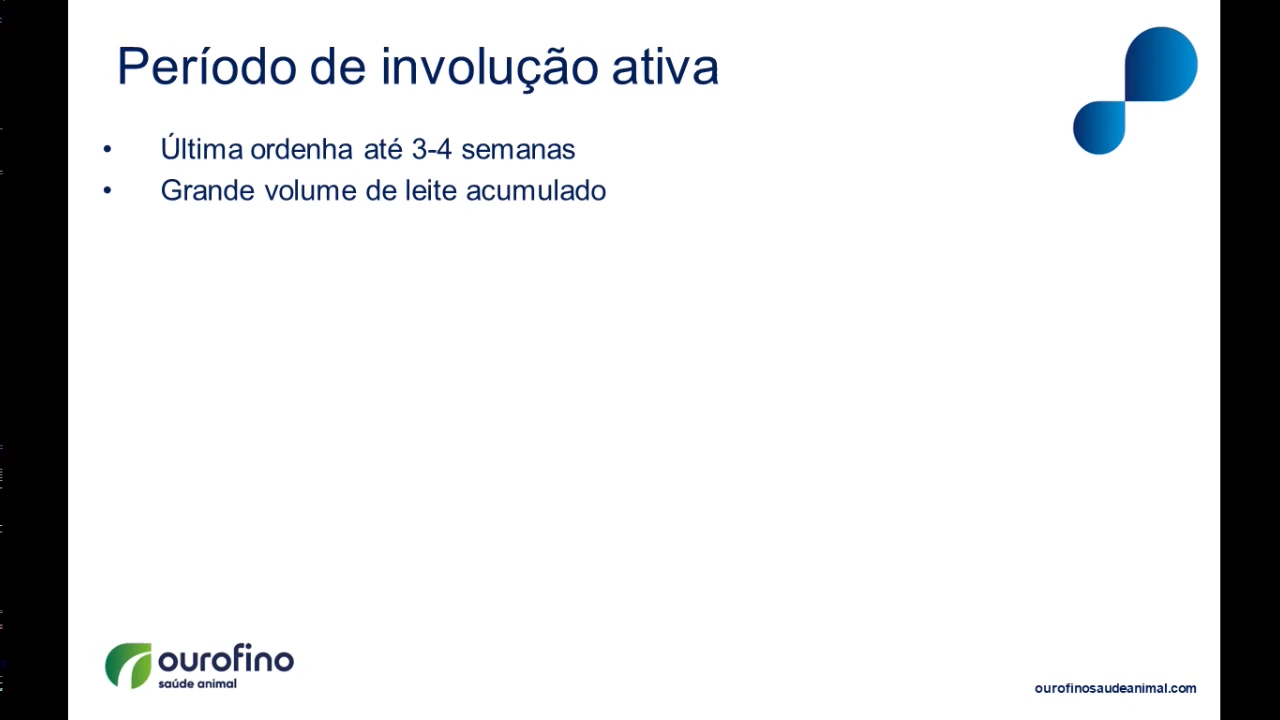 Período de involução ativa
• Última ordenha até 3-4 semanas
• Grande volume de leite acumulado
ourofino
saúde animal
ourofinosaudeanimal.com